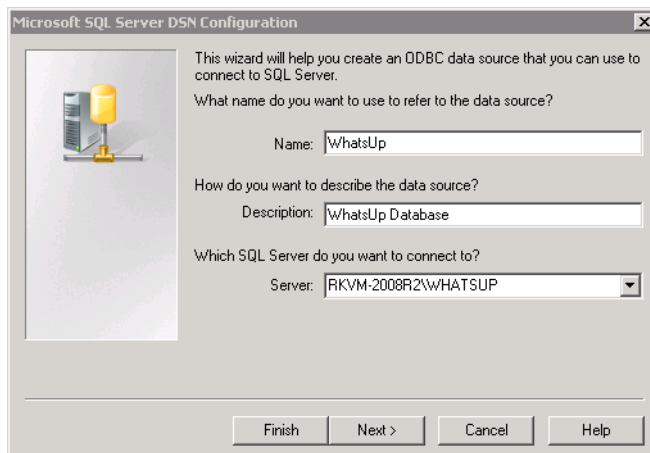 Microsoft SQL Server DSN Configuration
This wizard will help you create an ODBC data source that you can use to
connect to SQL Server.
What name do you want to use to refer to the data source?
Name: WhatsUp
How do you want to describe the data source?
Description: WhatsUp Database
Which SQL Server do you want to connect to?
Server: RKVM-2008R2\WHATSUP
Finish Next > Cancel Help